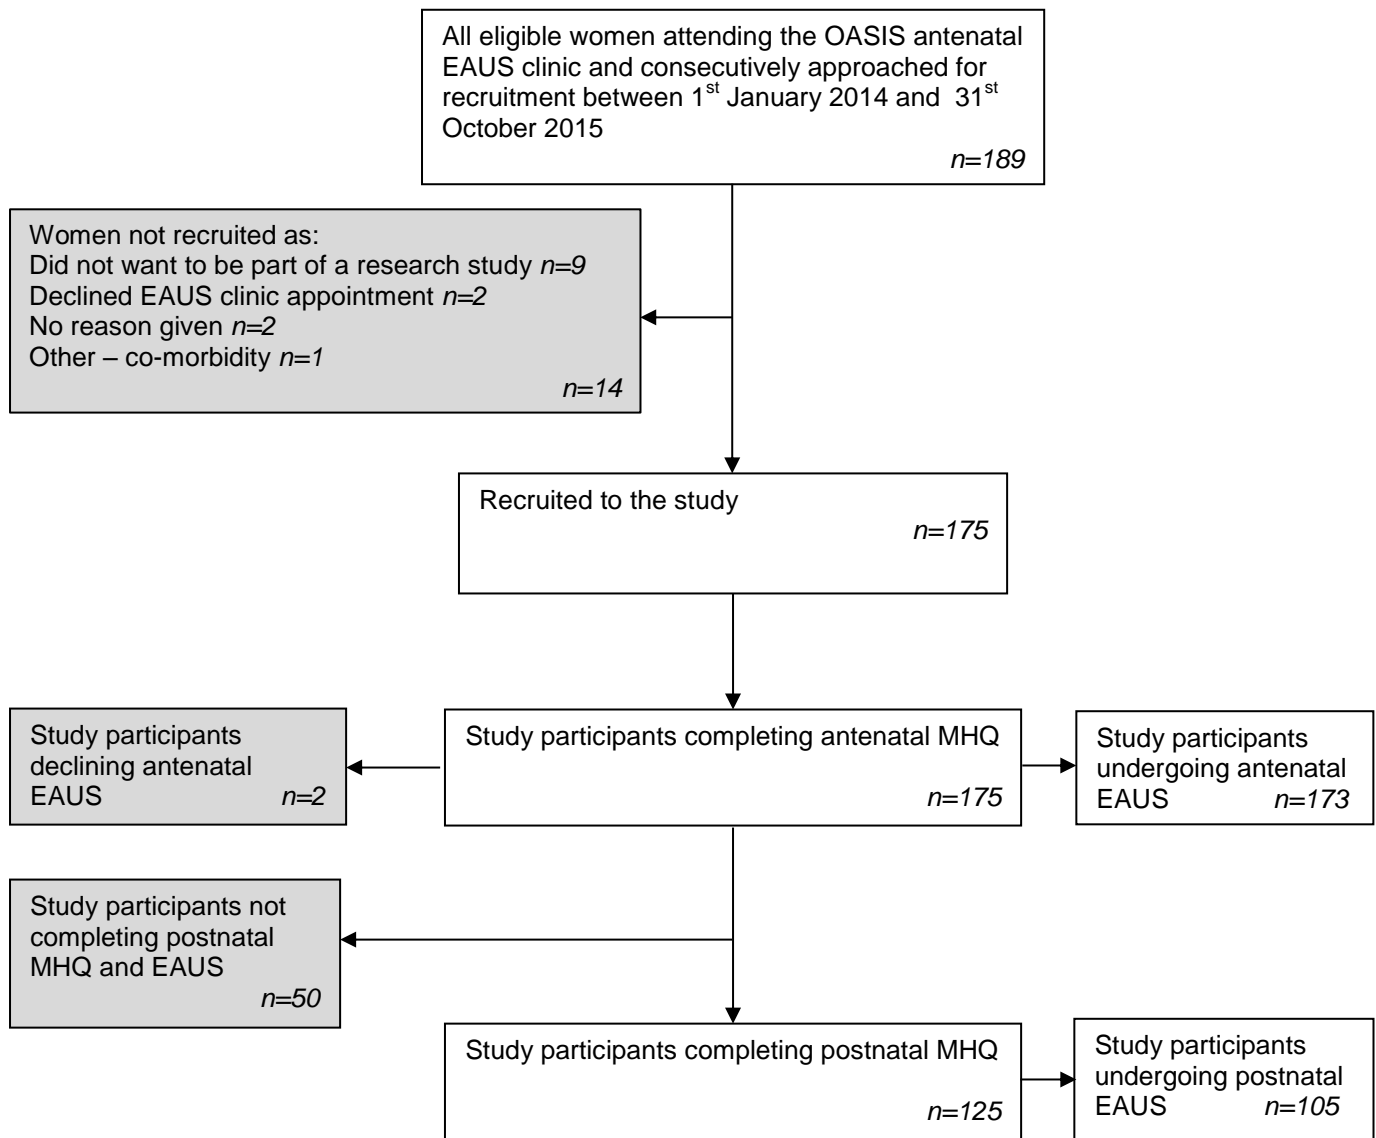 All eligible women attending the OASIS antenatal
EAUS clinic and consecutively approached for
recruitment between 1st January 2014 and 31st
October 2015
n=189
Women not recruited as:
Did not want to be part of a research study n=9
Declined EAUS clinic appointment n=2
No reason given n=2
Other – co-morbidity n=1
n=14
Recruited to the study
n=175
Study participants
declining antenatal
EAUS n=2
Study participants completing antenatal MHQ
n=175
Study participants
undergoing antenatal
EAUS n=173
Study participants not
completing postnatal
MHQ and EAUS
n=50
Study participants completing postnatal MHQ
n=125
Study participants
undergoing postnatal
EAUS n=105